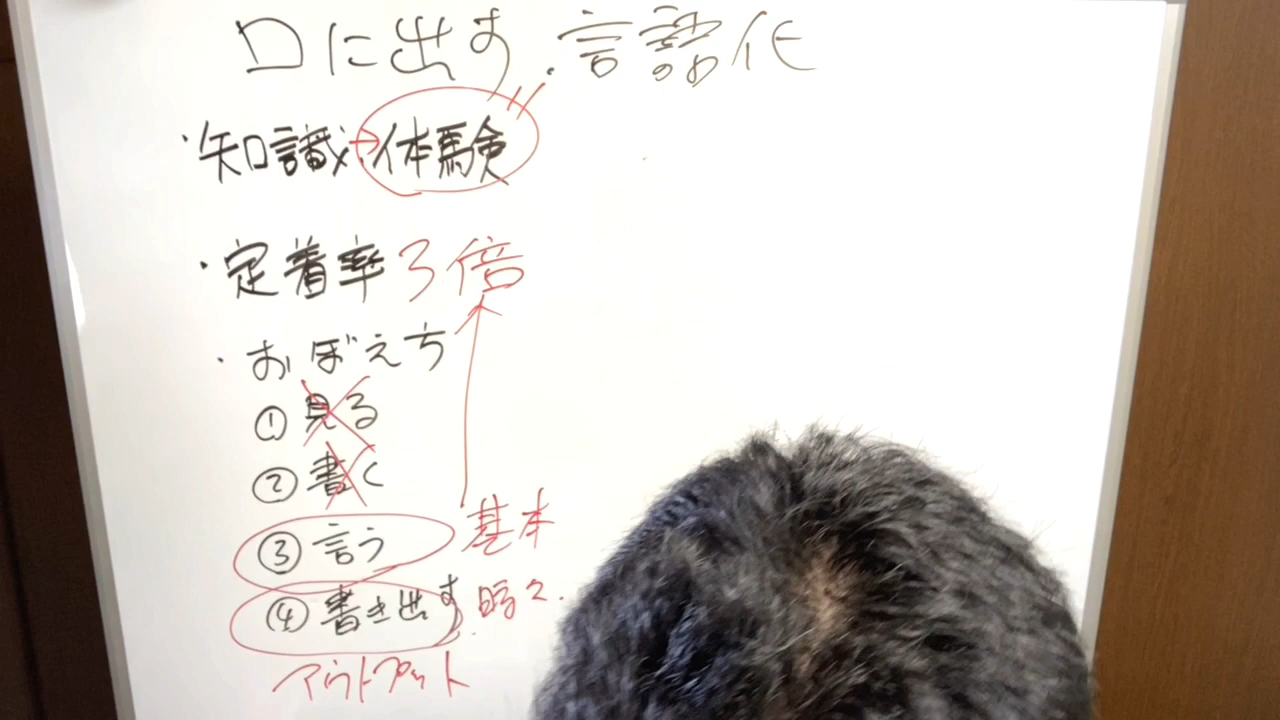 口に出す.言語化
・知識→体験
・定着率3倍
・おぼえ方
①見る
②書く
③言う 基本
④書き出す 時々.
アウトプット